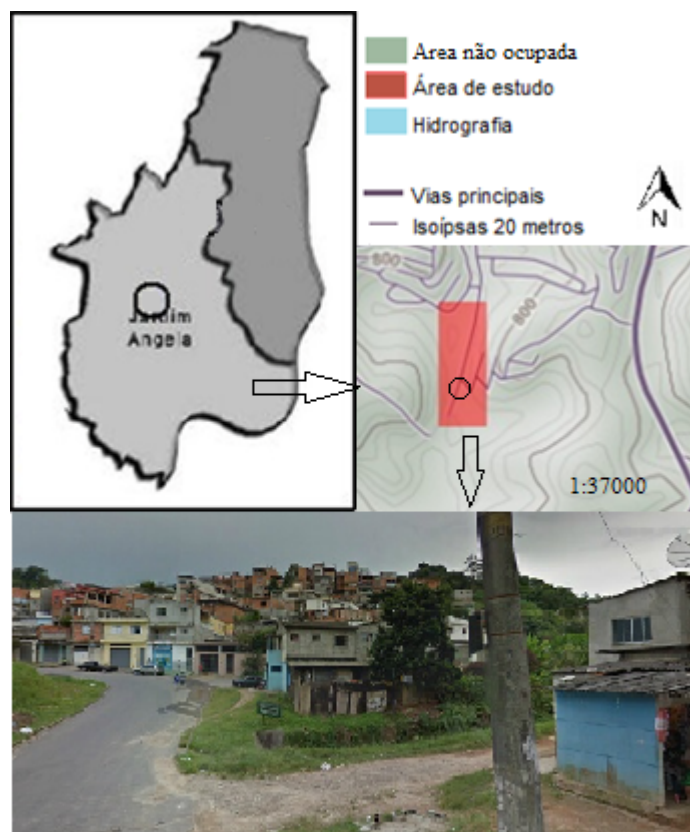 Area não ocupada
Área de estudo
Hidrografia
Vias principais
Isoípsas 20 metros
N
Jardim
Angela
800
800
1:37000